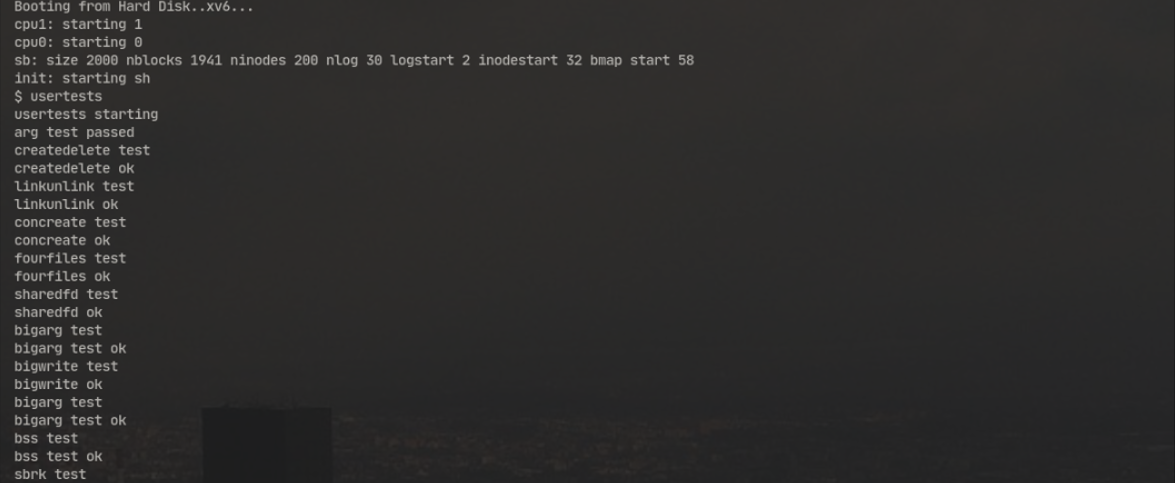 Booting from Hard Disk..xv6...
cpu1: starting 1
cpu0: starting 0
sb: size 2000 nblocks 1941 ninodes 200 nlog 30 logstart 2 inodestart 32 bmap start 58
init: starting sh
$ usertests
usertests starting
arg test passed
createdelete test
createdelete ok
linkunlink test
linkunlink ok
concreate test
concreate ok
fourfiles test
fourfiles ok
sharedfd test
sharedfd ok
bigarg test
bigarg test ok
bigwrite test
bigwrite ok
bigarg test
bigarg test ok
bss test
bss test ok
sbrk test